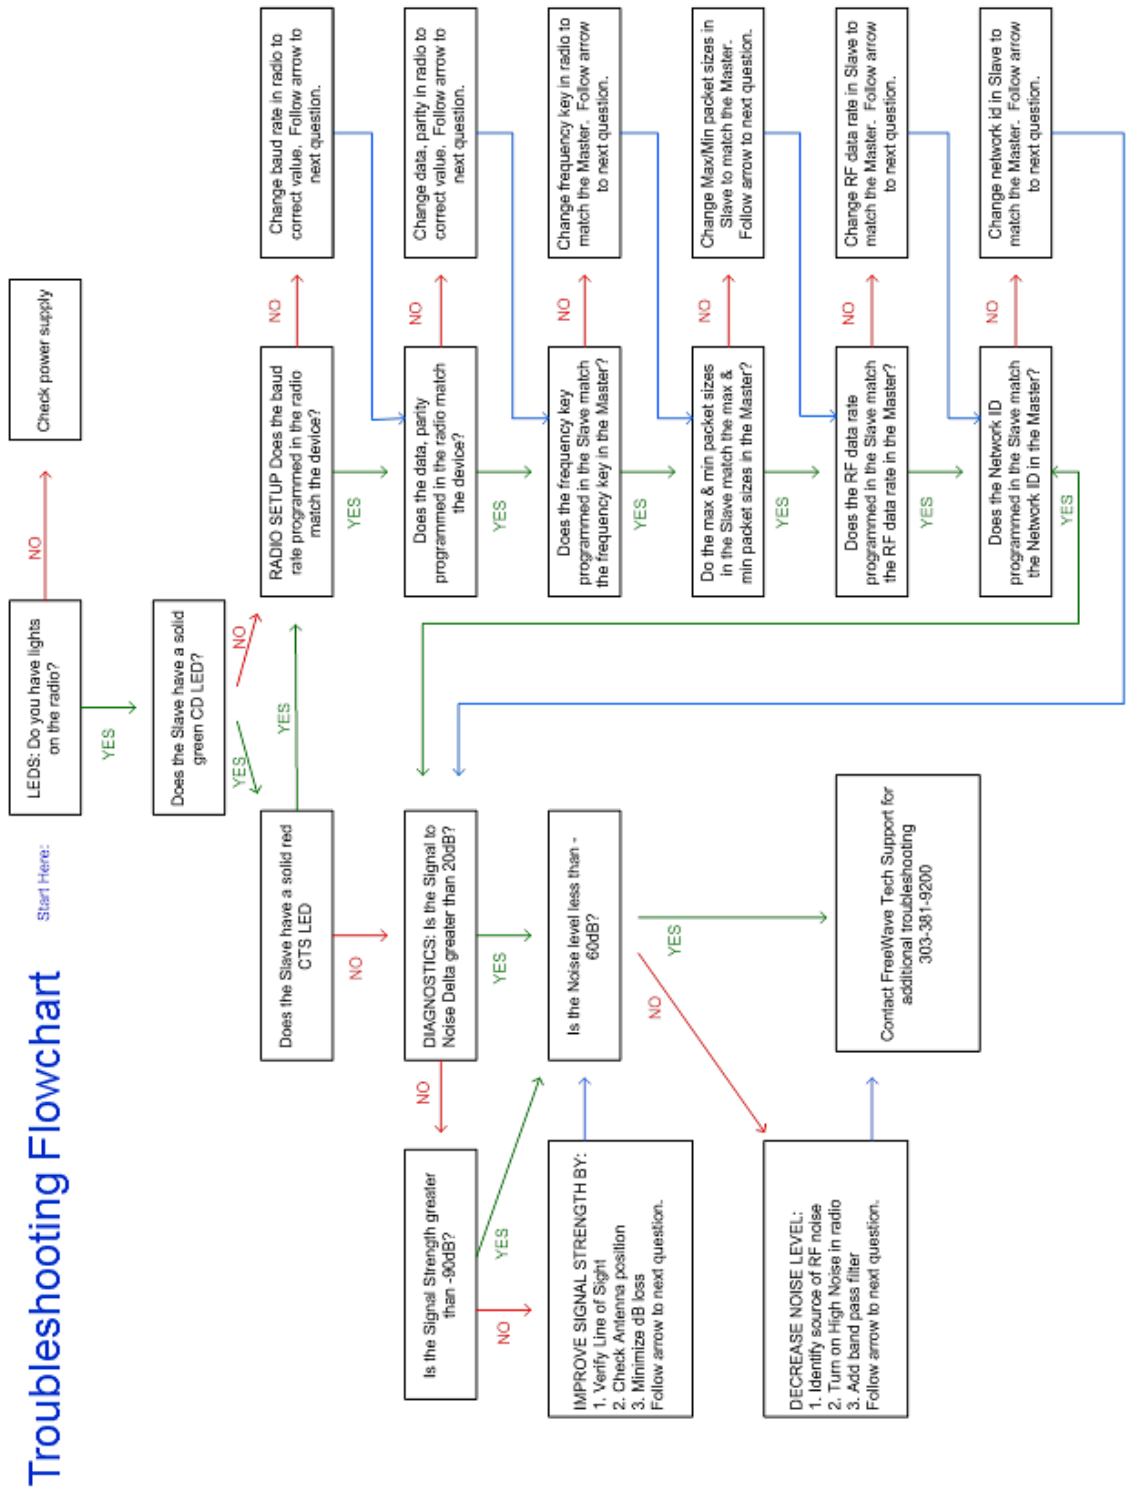 Troubleshooting Flowchart
Start Here:
LEDS: Do you have lights
on the radio?
NO
Check power supply
YES
Does the Slave have a solid
green CD LED?
YES
NO
Does the Slave have a solid red
CTS LED
YES
NO
RADIO SETUP Does the baud
rate programmed in the radio
match the device?
NO
Change baud rate in radio to
correct value.  Follow arrow to
next question.
YES
Does the data, parity
programmed in the radio match
the device?
NO
Change data, parity in radio to
correct value.  Follow arrow to
next question.
YES
Does the frequency key
programmed in the Slave match
the frequency key in the Master?
NO
Change frequency key in radio to
match the Master.  Follow arrow
to next question.
YES
Do the max & min packet sizes
in the Slave match the max &
min packet sizes in the Master?
NO
Change Max/Min packet sizes in
Slave to match the Master.
Follow arrow to next question.
YES
Does the RF data rate
programmed in the Slave match
the RF data rate in the Master?
NO
Change RF data rate in Slave to
match the Master.  Follow arrow
to next question.
YES
Does the Network ID
programmed in the Slave match
the Network ID in the Master?
NO
Change network id in Slave to
match the Master.  Follow arrow
to next question.
YES
DIAGNOSTICS: Is the Signal to
Noise Delta greater than 20dB?
NO
YES
Is the Signal Strength greater
than -90dB?
YES
NO
IMPROVE SIGNAL STRENGTH BY:
1. Verify Line of Sight
2. Check Antenna position
3. Minimize dB loss
Follow arrow to next question.
Is the Noise level less than -
60dB?
NO
YES
DECREASE NOISE LEVEL:
1. Identify source of RF noise
2. Turn on High Noise in radio
3. Add band pass filter
Follow arrow to next question.
Contact FreeWave Tech Support for
additional troubleshooting
303-381-9200